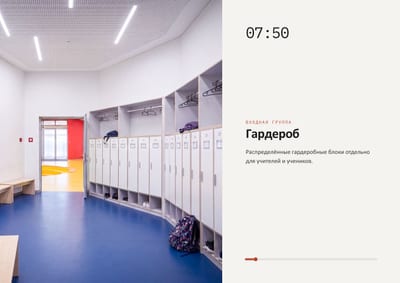 07:50
ВХОДНАЯ ГРУППА
Гардероб
Распределённые гардеробные блоки отдельно
для учителей и учеников.